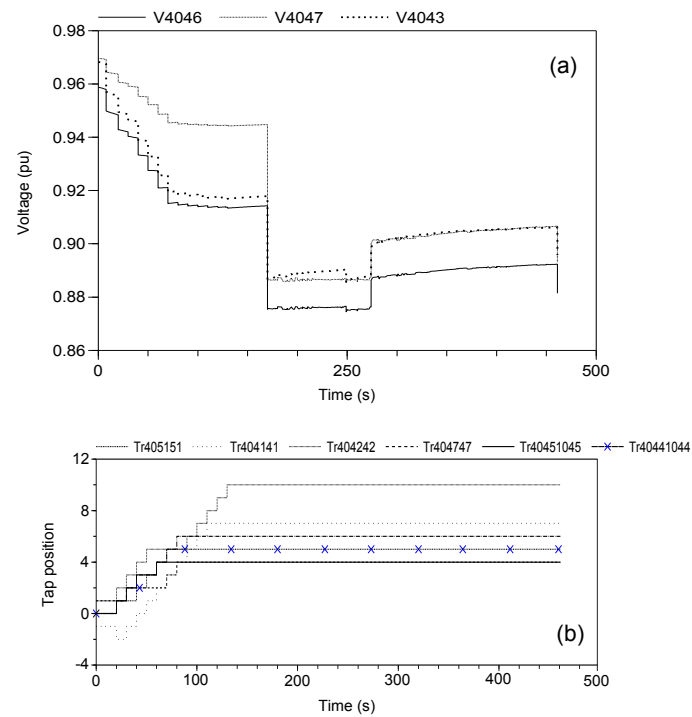 V4046 V4047 V4043
0.98
(a)
0.96
0.94
0.92
0.90
0.88
0.86
Voltage (pu)
0 250 500
Time (s)
Tr405151 Tr404141 Tr404242 Tr404747 Tr40451045 Tr40441044
12
8
4
0
-4
Tap position
(b)
0 100 200 300 400 500
Time (s)